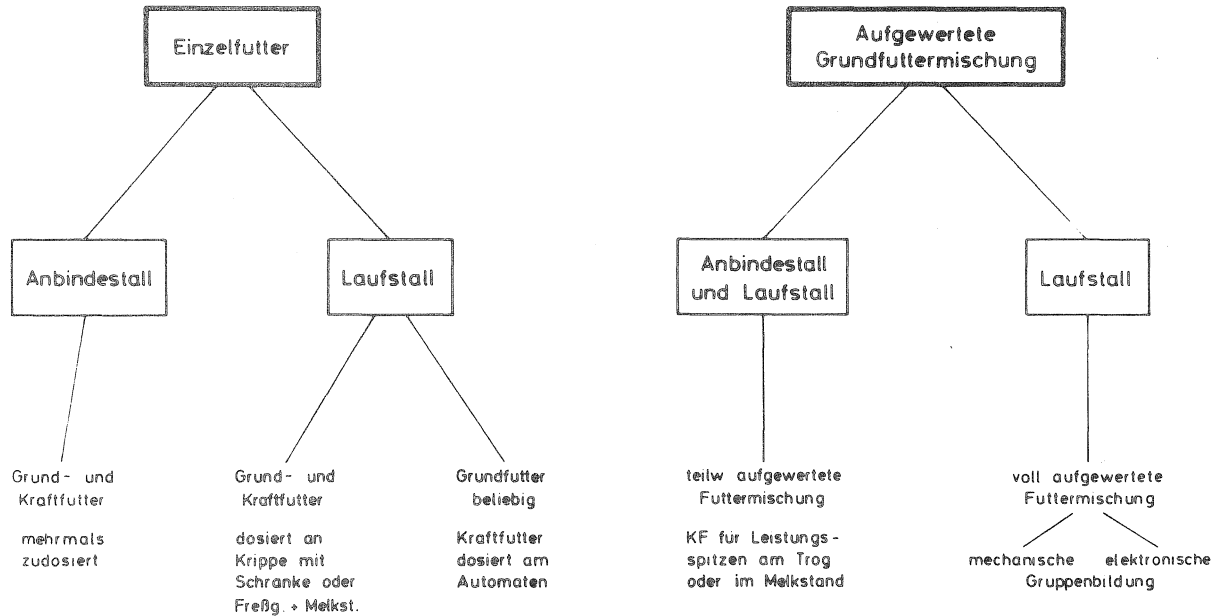 Einzelfutter
Aufgewertete
Grundfuttermischung
Anbindestall
Laufstall
Anbindestall
und Laufstall
Laufstall
Grund- und
Kraftfutter
mehrmals
zudosiert
Grund- und
Kraftfutter
dosiert an
Krippe mit
Schranke oder
Freßg. + Melkst.
Grundfutter
beliebig
Kraftfutter
dosiert am
Automaten
teilw aufgewertete
Futtermischung
KF für Leistungs-
spitzen am Trog
oder im Melkstand
voll aufgewertete
Futtermischung
mechanische elektronische
Gruppenbildung